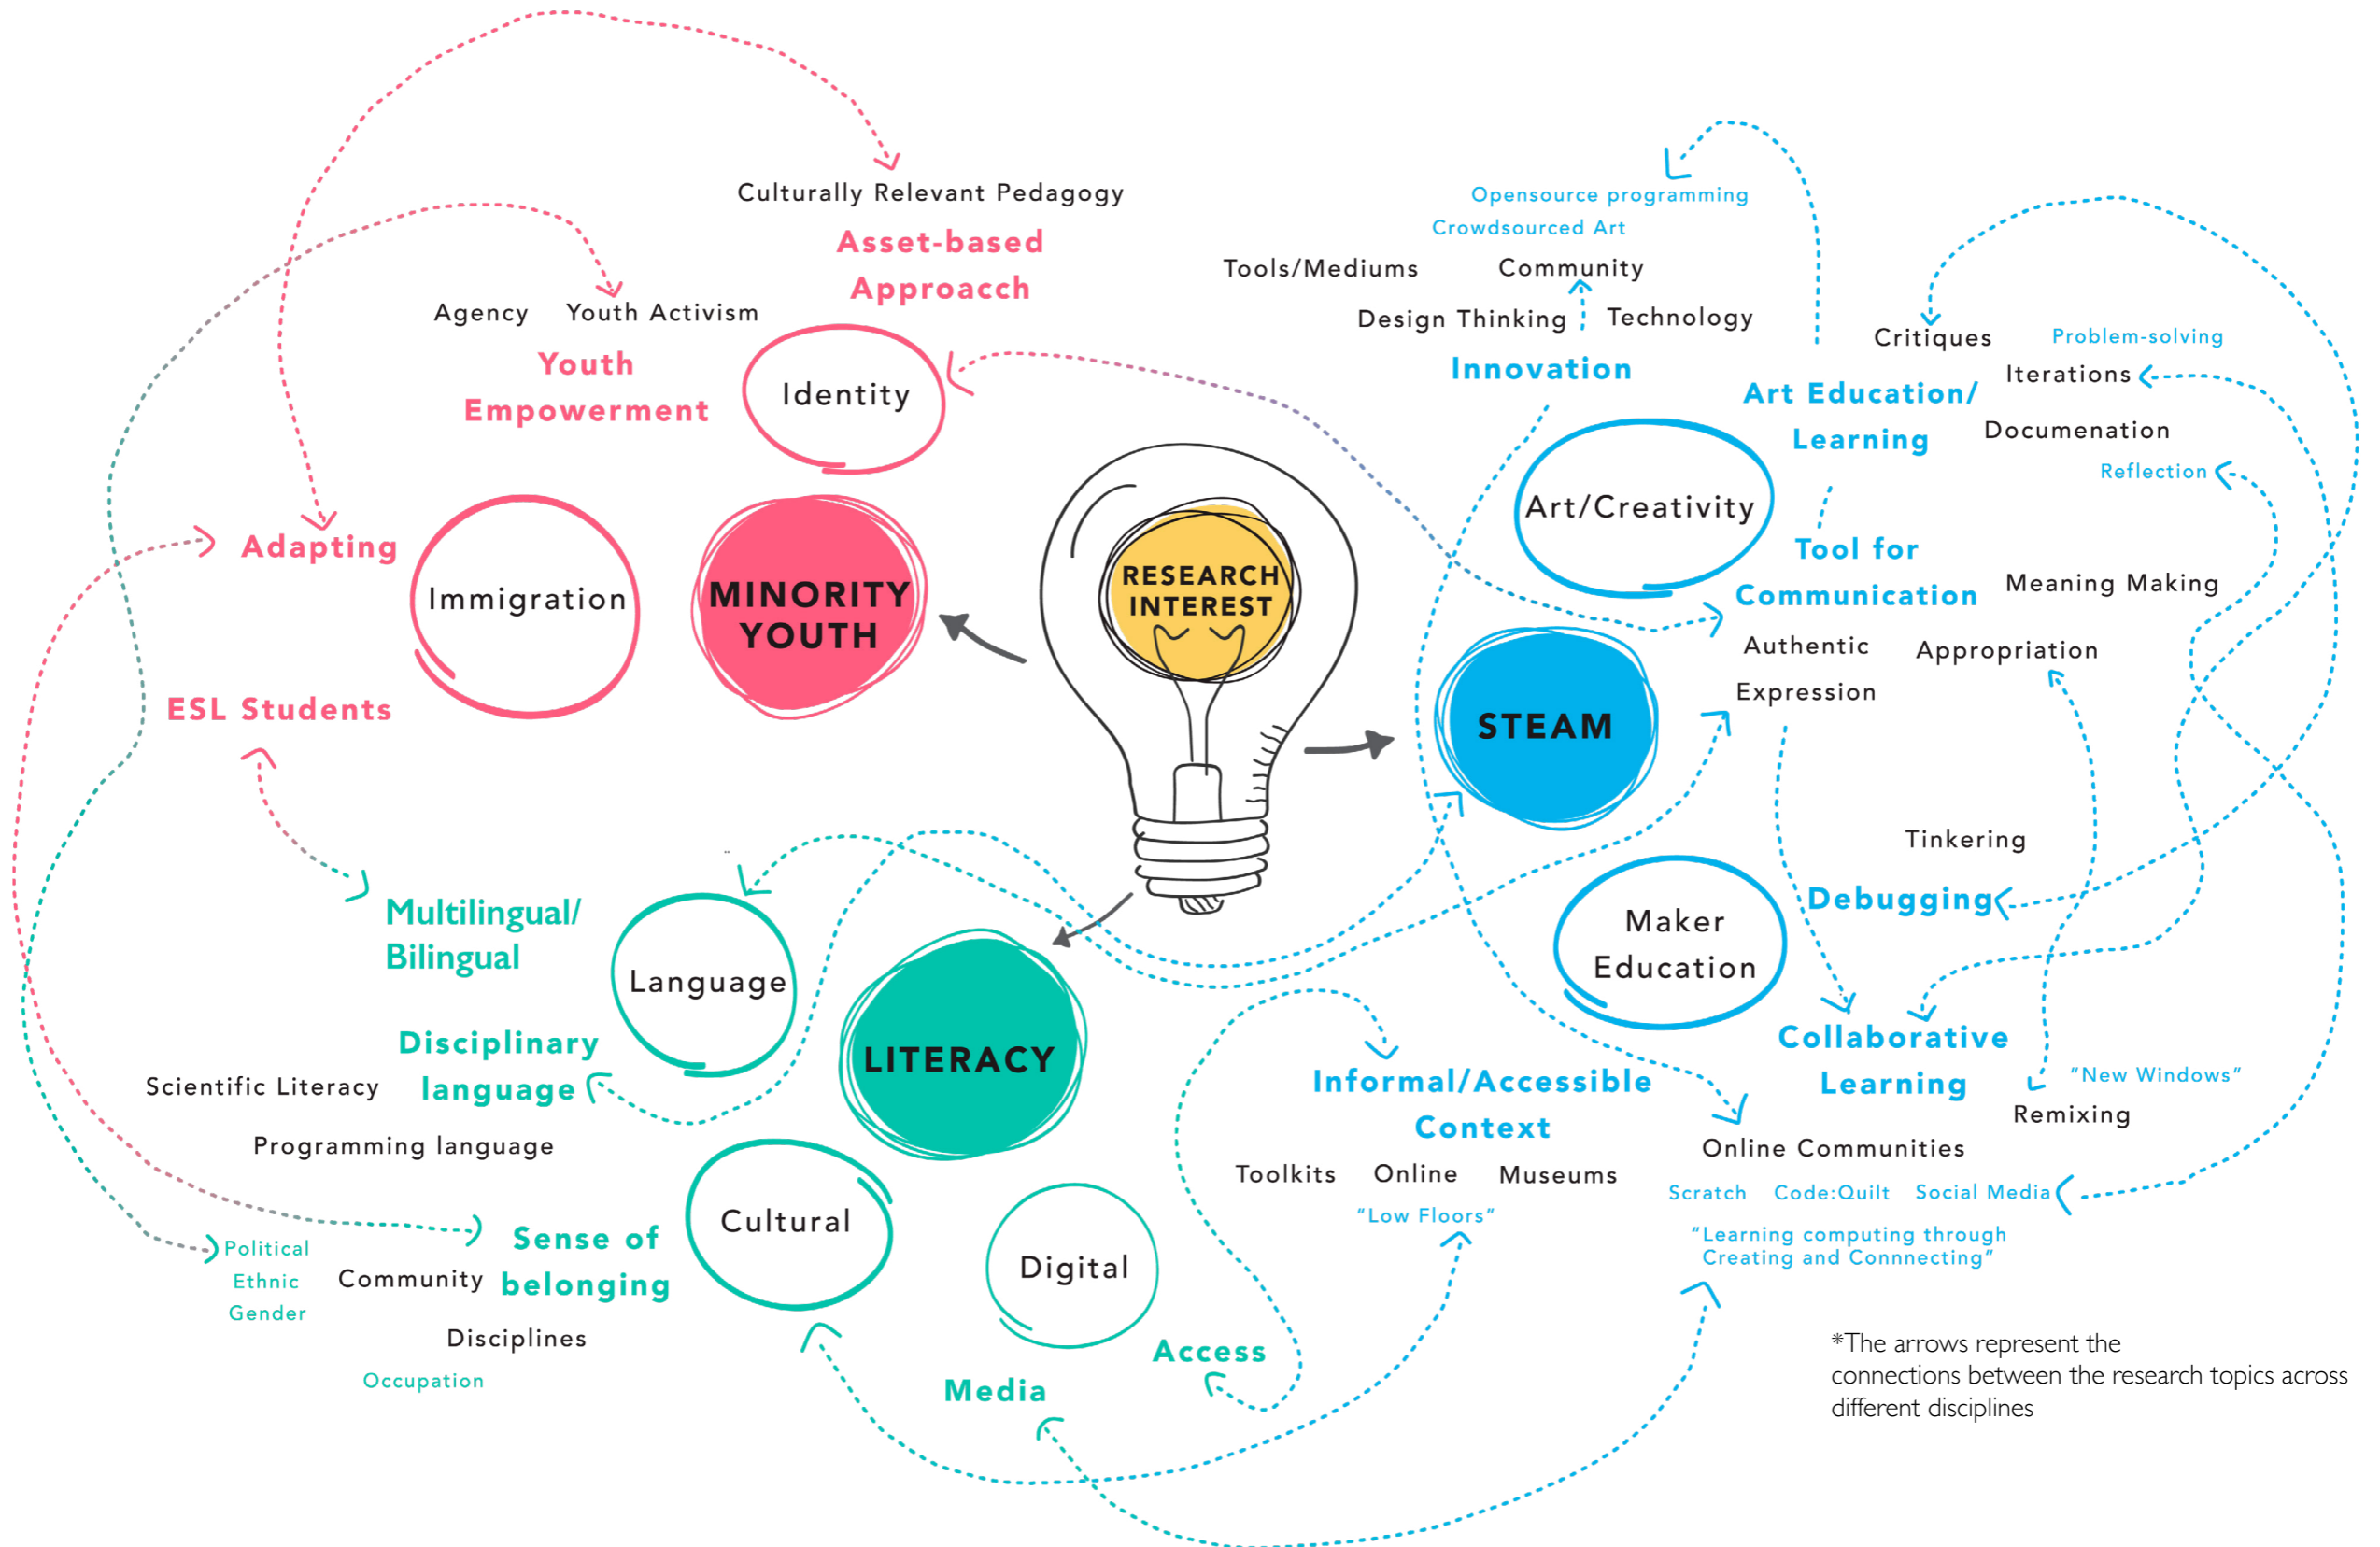 RESEARCH
INTEREST
MINORITY
YOUTH
Identity
Culturally Relevant Pedagogy
Asset-based
Approacch
Agency
Youth Activism
Youth
Empowerment
Immigration
Adapting
ESL Students
STEAM
Art/Creativity
Opensource programming
Crowdsourced Art
Tools/Mediums
Community
Design Thinking
Technology
Innovation
Critiques
Problem-solving
Iterations
Art Education/
Learning
Documenation
Reflection
Tool for
Communication
Meaning Making
Authentic
Expression
Appropriation
Maker
Education
Tinkering
Debugging
Collaborative
Learning
"New Windows"
Remixing
Online Communities
Scratch
Code:Quilt
Social Media
"Learning computing through
Creating and Connnecting"
Informal/Accessible
Context
Toolkits
Online
Museums
"Low Floors"
LITERACY
Language
Multilingual/
Bilingual
Disciplinary
language
Scientific Literacy
Programming language
Cultural
Sense of
belonging
Political
Ethnic
Gender
Community
Disciplines
Occupation
Digital
Access
Media
*The arrows represent the
connections between the research topics across
different disciplines